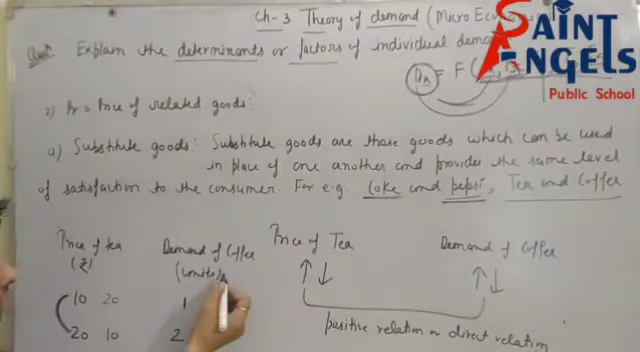 Ch-3 Theory of demand (Micro Eco
Ques: Explain the determinants or factors of individual dema
Dx = F (
SAINT ANGELS
Public School
2) Pr = Price of related goods:
a) Substitute goods: Substitute goods are those goods which can be used
in place of one another and provides the same level
of satisfaction to the consumer. For e.g. Coke and pepsi, Tea and Coffee
Price of tea
(₹)
Demand of Coffee
(units)
10 20
1
20 10
2
Price of Tea
Demand of Coffee
↑↓
↑↓
positive relation or direct relation